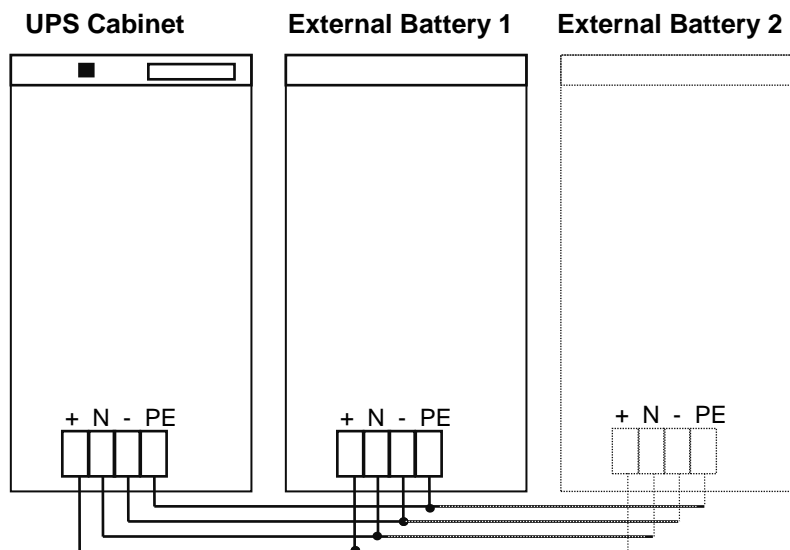 UPS Cabinet External Battery 1 External Battery 2
+ N - PE + N - PE + N - PE